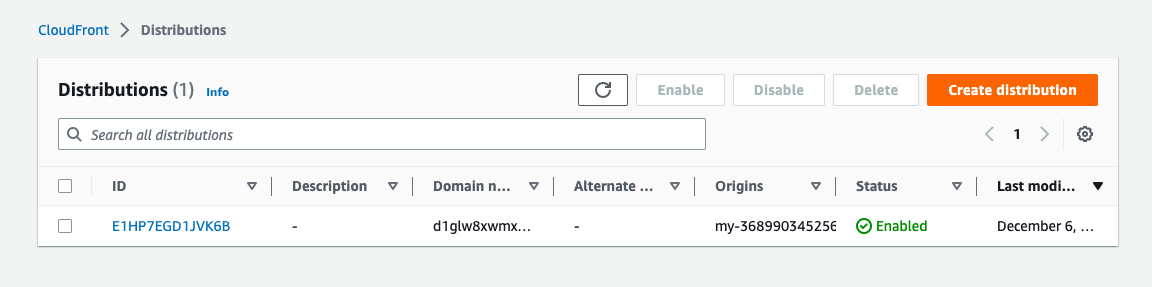 CloudFront > Distributions
Distributions (1) Info
Enable Disable Delete Create distribution
Search all distributions
1
ID Description Domain n... Alternate ... Origins Status Last modi...
E1HP7EGD1JVK6B - d1glw8xwmx... - my-368990345256 Enabled December 6, ...